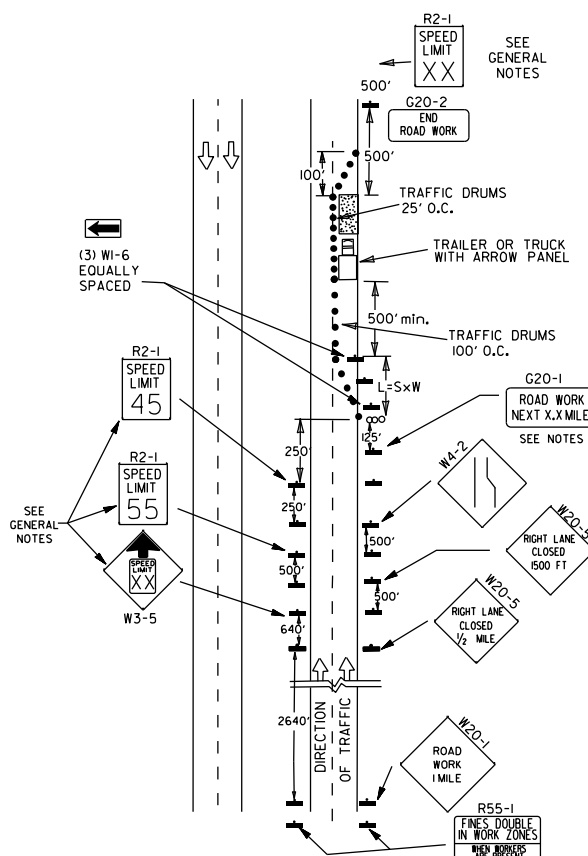 R2-1
SPEED
LIMIT
XX
SEE
GENERAL
NOTES
500'
G20-2
END
ROAD WORK
500'
100'
TRAFFIC DRUMS
25' O.C.
TRAILER OR TRUCK
WITH ARROW PANEL
(3) WI-6
EQUALLY
SPACED
500' min.
TRAFFIC DRUMS
100' O.C.
R2-1
SPEED
LIMIT
45
L=SxW
G20-1
ROAD WORK
NEXT X.X MILE
SEE NOTES
250'
125'
R2-1
SPEED
LIMIT
55
250'
W4-2
SEE
GENERAL
NOTES
500'
500'
W20-5
RIGHT LANE
CLOSED
1500 FT
SPEED
LIMIT
XX
W3-5
500'
640'
W20-5
RIGHT LANE
CLOSED
1/2 MILE
2640'
DIRECTION
OF TRAFFIC
W20-1
ROAD
WORK
1 MILE
R55-1
FINES DOUBLE
IN WORK ZONES
WHEN WORKERS
ARE PRESENT